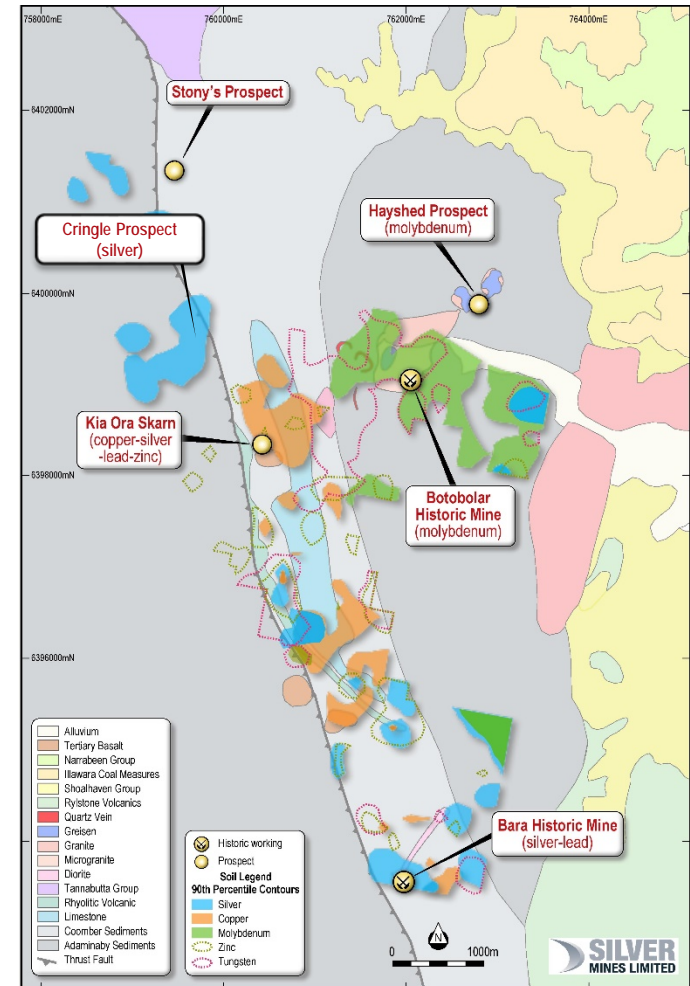 758000mE
760000mE
762000mE
764000mE
6402000mN
Stony's Prospect
Cringle Prospect
(silver)
Hayshed Prospect
(molybdenum)
6400000mN
Kia Ora Skarn
(copper-silver
-lead-zinc)
6398000mN
Botobolar
Historic Mine
(molybdenum)
6396000mN
Bara Historic Mine
(silver-lead)
Alluvium
Tertiary Basalt
Narrabeen Group
Illawara Coal Measures
Shoalhaven Group
Rylstone Volcanics
Quartz Vein
Greisen
Granite
Microgranite
Diorite
Tannabutta Group
Rhyolitic Volcanic
Limestone
Coomber Sediments
Adaminaby Sediments
Thrust Fault
Historic working
Prospect
Soil Legend
90th Percentile Contours
Silver
Copper
Molybdenum
Zinc
Tungsten
N
0 1000m
SILVER
MINES LIMITED